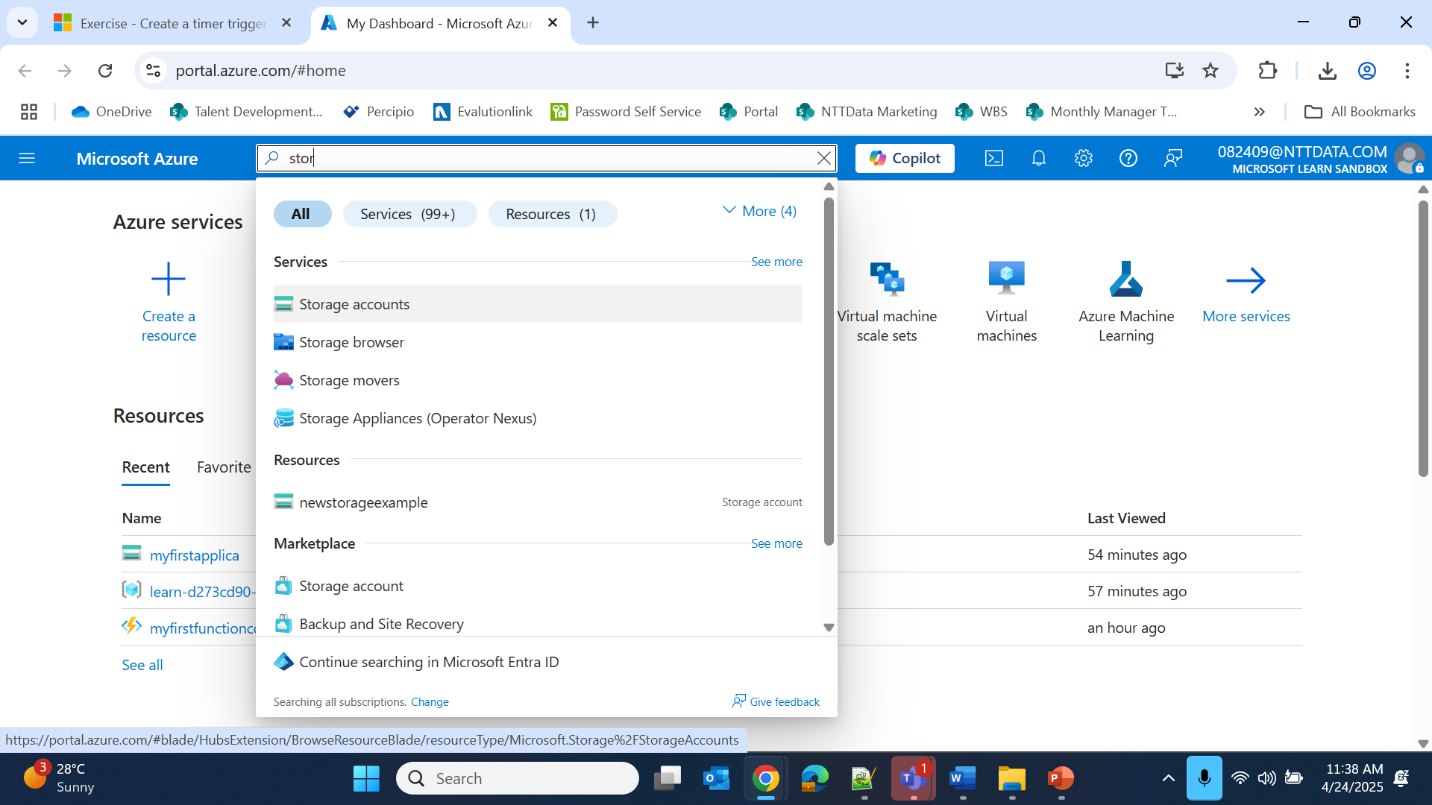 Exercise - Create a timer trigger
My Dashboard - Microsoft Azur
portal.azure.com/#home
OneDrive
Talent Development...
Percipio
Evalutionlink
Password Self Service
Portal
NTTData Marketing
WBS
Monthly Manager T...
All Bookmarks
Microsoft Azure
stor
Copilot
082409@NTTDATA.COM
MICROSOFT LEARN SANDBOX
Azure services
All
Services (99+)
Resources (1)
More (4)
Services
See more
Storage accounts
Storage browser
Storage movers
Storage Appliances (Operator Nexus)
Resources
newstorageexample
Storage account
Marketplace
See more
Storage account
Backup and Site Recovery
Continue searching in Microsoft Entra ID
Searching all subscriptions. Change
Give feedback
Create a
resource
Virtual machine
scale sets
Virtual
machines
Azure Machine
Learning
More services
Resources
Recent
Favorite
Name
Last Viewed
myfirstapplica
54 minutes ago
learn-d273cd90-
57 minutes ago
myfirstfunctionc
an hour ago
See all
https://portal.azure.com/#blade/HubsExtension/BrowseResourceBlade/resourceType/Microsoft.Storage%2FStorageAccounts
3
28°C
Sunny
Search
1
11:38 AM
4/24/2025